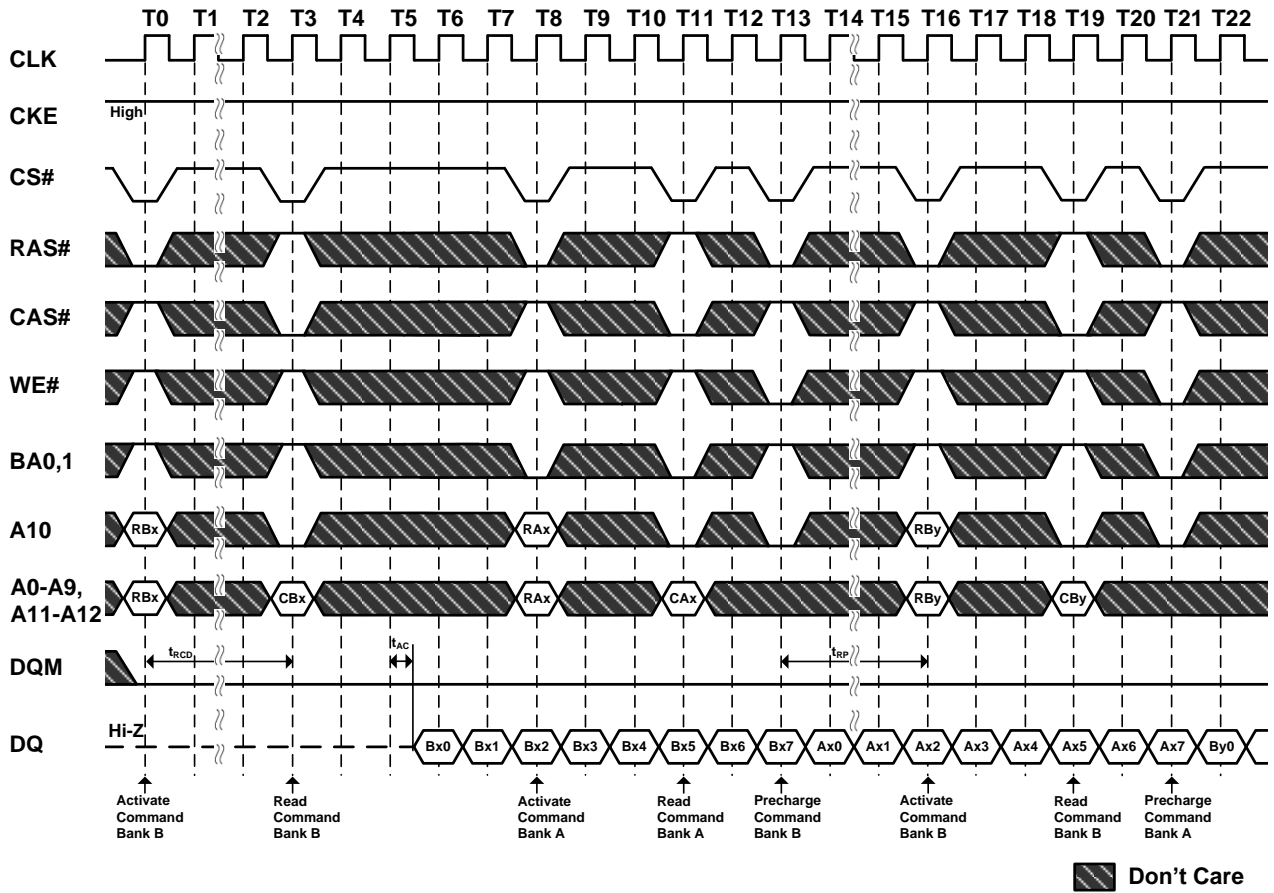 T0 T1 T2 T3 T4 T5 T6 T7 T8 T9 T10 T11 T12 T13 T14 T15 T16 T17 T18 T19 T20 T21 T22
CLK
CKE High
CS#
RAS#
CAS#
WE#
BA0,1
A10 RBx RAx RBy
A0-A9,
A11-A12 RBx CBx RAx CAx RBy CBy
DQM tRCD tAC tRP
DQ Hi-Z Bx0 Bx1 Bx2 Bx3 Bx4 Bx5 Bx6 Bx7 Ax0 Ax1 Ax2 Ax3 Ax4 Ax5 Ax6 Ax7 By0
Activate
Command
Bank B
Read
Command
Bank B
Activate
Command
Bank A
Read
Command
Bank A
Precharge
Command
Bank B
Activate
Command
Bank B
Read
Command
Bank B
Precharge
Command
Bank A
Don't Care